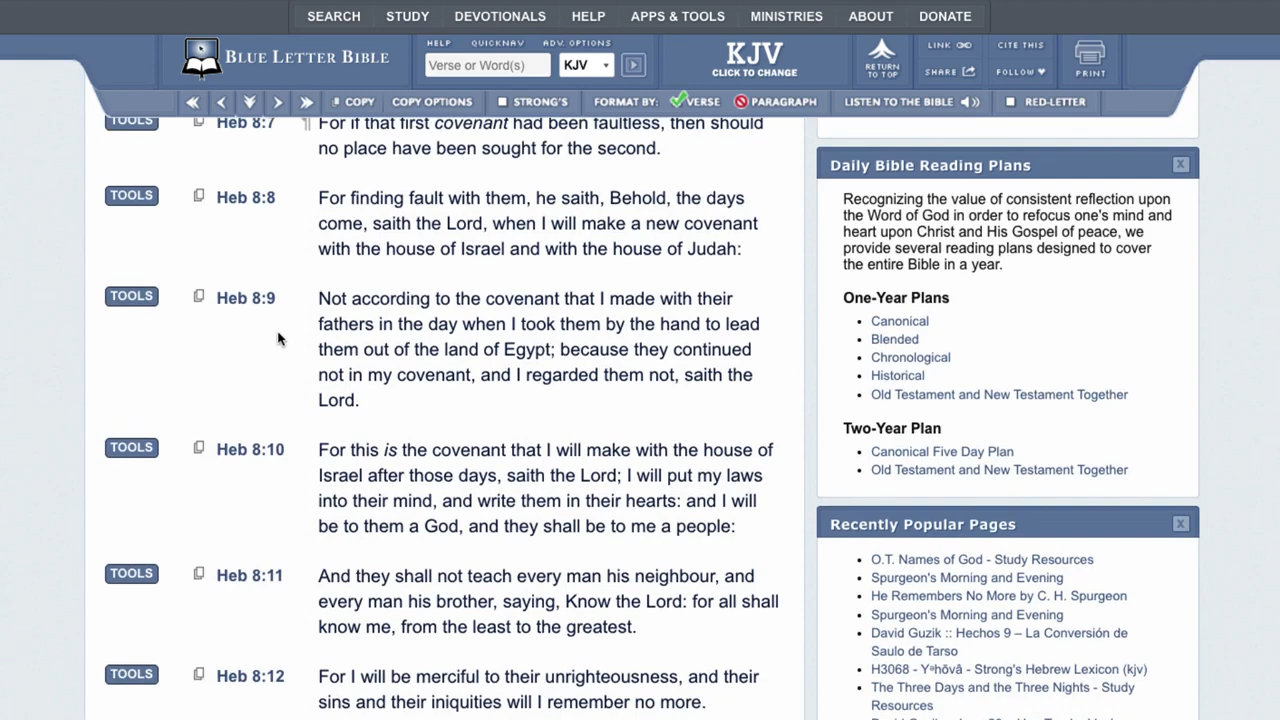 SEARCH STUDY DEVOTIONALS HELP APPS & TOOLS MINISTRIES ABOUT DONATE
BLUE LETTER BIBLE
HELP QUICKNAV ADV. OPTIONS
Verse or Word(s) KJV
KJV
CLICK TO CHANGE
RETURN
TO TOP
LINK CITE THIS
SHARE FOLLOW
PRINT
COPY COPY OPTIONS STRONG'S FORMAT BY: VERSE PARAGRAPH LISTEN TO THE BIBLE RED-LETTER
TOOLS Heb 8:7 ¶ For if that first covenant had been faultless, then should
no place have been sought for the second.
TOOLS Heb 8:8 For finding fault with them, he saith, Behold, the days
come, saith the Lord, when I will make a new covenant
with the house of Israel and with the house of Judah:
TOOLS Heb 8:9 Not according to the covenant that I made with their
fathers in the day when I took them by the hand to lead
them out of the land of Egypt; because they continued
not in my covenant, and I regarded them not, saith the
Lord.
TOOLS Heb 8:10 For this is the covenant that I will make with the house of
Israel after those days, saith the Lord; I will put my laws
into their mind, and write them in their hearts: and I will
be to them a God, and they shall be to me a people:
TOOLS Heb 8:11 And they shall not teach every man his neighbour, and
every man his brother, saying, Know the Lord: for all shall
know me, from the least to the greatest.
TOOLS Heb 8:12 For I will be merciful to their unrighteousness, and their
sins and their iniquities will I remember no more.
Daily Bible Reading Plans X
Recognizing the value of consistent reflection upon
the Word of God in order to refocus one's mind and
heart upon Christ and His Gospel of peace, we
provide several reading plans designed to cover
the entire Bible in a year.
One-Year Plans
• Canonical
• Blended
• Chronological
• Historical
• Old Testament and New Testament Together
Two-Year Plan
• Canonical Five Day Plan
• Old Testament and New Testament Together
Recently Popular Pages X
• O.T. Names of God - Study Resources
• Spurgeon's Morning and Evening
• He Remembers No More by C. H. Spurgeon
• Spurgeon's Morning and Evening
• David Guzik :: Hechos 9 – La Conversión de
Saulo de Tarso
• H3068 - Yᵊhōvâ - Strong's Hebrew Lexicon (kjv)
• The Three Days and the Three Nights - Study
Resources